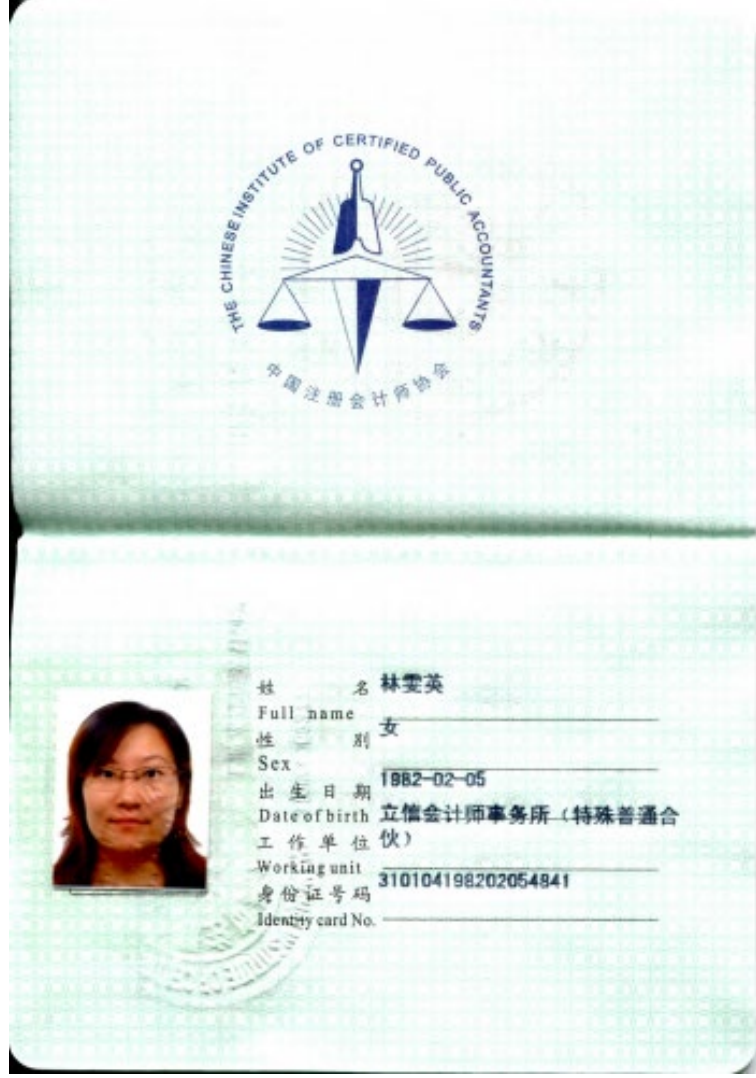 THE CHINESE INSTITUTE OF CERTIFIED PUBLIC ACCOUNTANTS
中国注册会计师协会
姓 名 林雯英
Full name
性 别 女
Sex
出生日期 1982-02-05
Date of birth
工作单位 立信会计师事务所（特殊普通合
伙）
Working unit
身份证号码 310104198202054841
Identity card No.